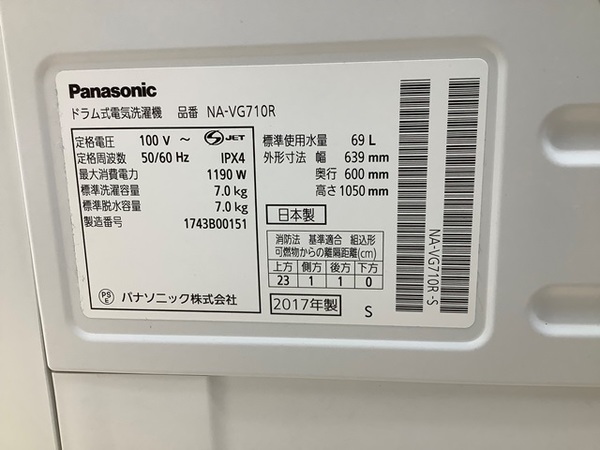 Panasonic
ドラム式電気洗濯機 品番 NA-VG710R
定格電圧 100 V ~ S JET
定格周波数 50/60 Hz IPX4
最大消費電力 1190 W
標準洗濯容量 7.0 kg
標準脱水容量 7.0 kg
製造番号 1743B00151
PSE パナソニック株式会社
標準使用水量 69 L
外形寸法 幅 639 mm
奥行 600 mm
高さ 1050 mm
日本製
消防法 基準適合 組込形
可燃物からの離隔距離(cm)
上方 側方 後方 下方
23 1 1 0
2017年製 S
NA-VG710R-S